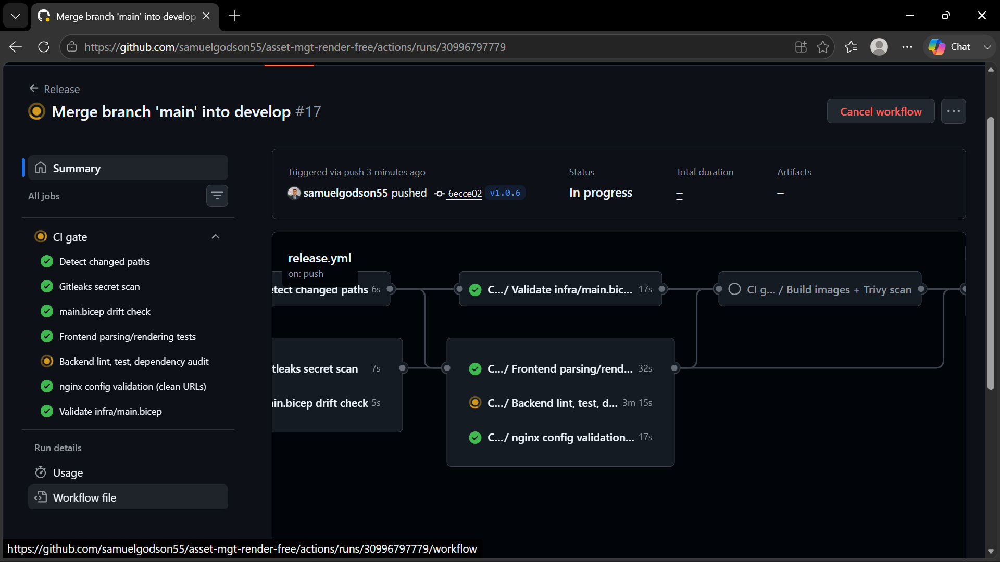 Merge branch 'main' into develop
https://github.com/samuelgodson55/asset-mgt-render-free/actions/runs/30996797779
Chat
Release
Merge branch 'main' into develop #17
Cancel workflow
Summary
All jobs
CI gate
Detect changed paths
Gitleaks secret scan
main.bicep drift check
Frontend parsing/rendering tests
Backend lint, test, dependency audit
nginx config validation (clean URLs)
Validate infra/main.bicep
Run details
Usage
Workflow file
Triggered via push 3 minutes ago
samuelgodson55 pushed 6ecce02 v1.0.6
Status
In progress
Total duration
–
Artifacts
–
release.yml
on: push
etect changed paths 6s
C.../ Validate infra/main.bic... 17s
CI g... / Build images + Trivy scan
tleaks secret scan 7s
in.bicep drift check 5s
C.../ Frontend parsing/rend... 32s
C.../ Backend lint, test, d... 3m 15s
C.../ nginx config validation... 17s
https://github.com/samuelgodson55/asset-mgt-render-free/actions/runs/30996797779/workflow